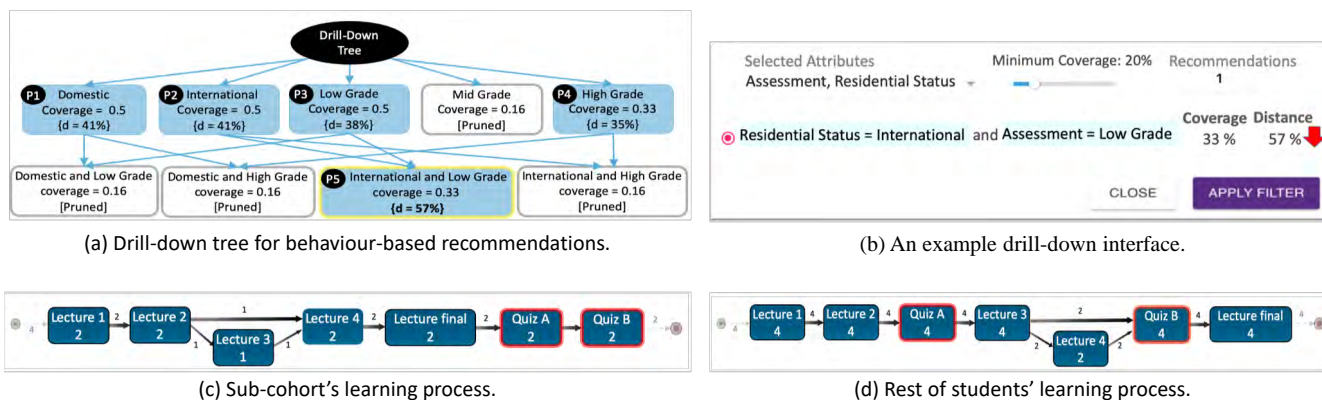 Drill-Down
Tree
P1 Domestic
Coverage = 0.5
{d = 41%}
P2 International
Coverage = 0.5
{d = 41%}
P3 Low Grade
Coverage = 0.5
{d= 38%}
Mid Grade
Coverage = 0.16
[Pruned]
P4 High Grade
Coverage = 0.33
{d = 35%}
Domestic and Low Grade
coverage = 0.16
[Pruned]
Domestic and High Grade
coverage = 0.16
[Pruned]
P5 International and Low Grade
coverage = 0.33
{d = 57%}
International and High Grade
coverage = 0.16
[Pruned]
(a) Drill-down tree for behaviour-based recommendations.
Selected Attributes
Assessment, Residential Status
Minimum Coverage: 20%
Recommendations
1
Coverage Distance
Residential Status = International and Assessment = Low Grade 33 % 57 %
CLOSE
APPLY FILTER
(b) An example drill-down interface.
4
Lecture 1
2
2
Lecture 2
2
1
1
Lecture 3
1
1
Lecture 4
2
2
Lecture final
2
2
Quiz A
2
Quiz B
2
2
(c) Sub-cohort's learning process.
4
Lecture 1
4
4
Lecture 2
4
4
Quiz A
4
4
Lecture 3
4
2
2
Lecture 4
2
2
Quiz B
4
4
Lecture final
4
4
(d) Rest of students' learning process.